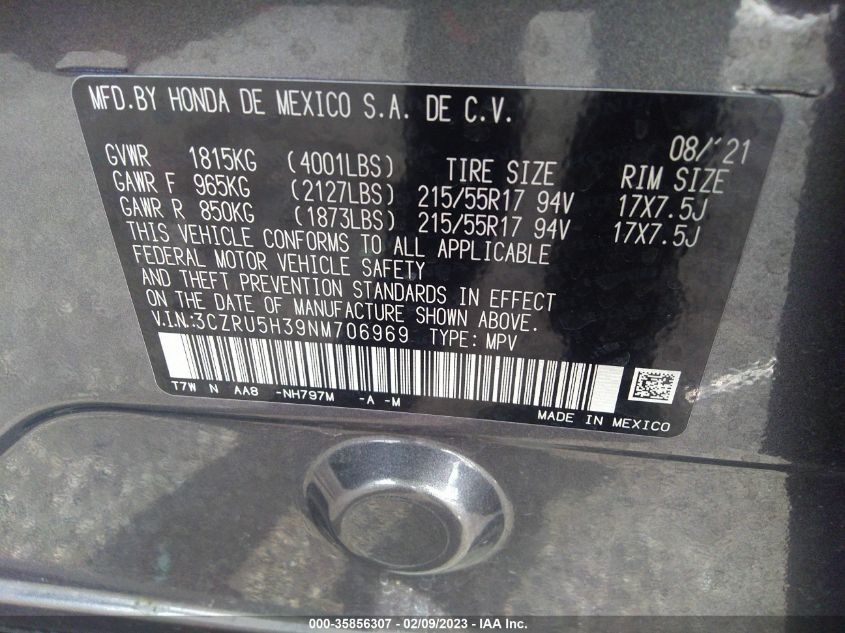 MFD.BY HONDA DE MEXICO S.A. DE C.V.
08/'21
GVWR 1815KG (4001LBS) TIRE SIZE RIM SIZE
GAWR F 965KG (2127LBS) 215/55R17 94V 17X7.5J
GAWR R 850KG (1873LBS) 215/55R17 94V 17X7.5J
THIS VEHICLE CONFORMS TO ALL APPLICABLE
FEDERAL MOTOR VEHICLE SAFETY
AND THEFT PREVENTION STANDARDS IN EFFECT
ON THE DATE OF MANUFACTURE SHOWN ABOVE.
V.I.N.:3CZRU5H39NM706969 TYPE: MPV
T7W N AA8 -NH797M -A -M
MADE IN MEXICO
000-35856307 - 02/09/2023 - IAA Inc.